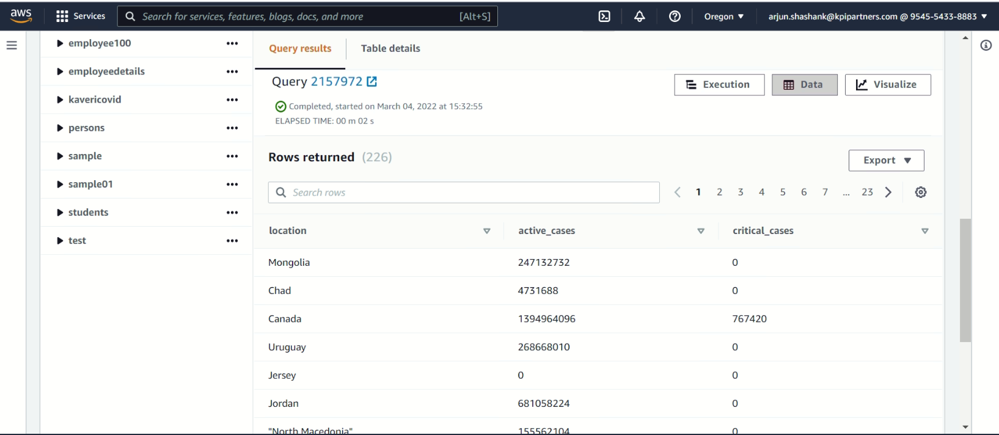 aws Services Search for services, features, blogs, docs, and more [Alt+S] Oregon ▼ arjun.shashank@kpipartners.com @ 9545-5433-8883 ▼
employee100
employeedetails
kavericovid
persons
sample
sample01
students
test
Query results Table details
Query 2157972
Execution Data Visualize
Completed, started on March 04, 2022 at 15:32:55
ELAPSED TIME: 00 m 02 s
Rows returned (226)
Export ▼
Search rows
< 1 2 3 4 5 6 7 ... 23 >
location active_cases critical_cases
Mongolia 247132732 0
Chad 4731688 0
Canada 1394964096 767420
Uruguay 268668010 0
Jersey 0 0
Jordan 681058224 0
"North Macedonia" 155562104 0